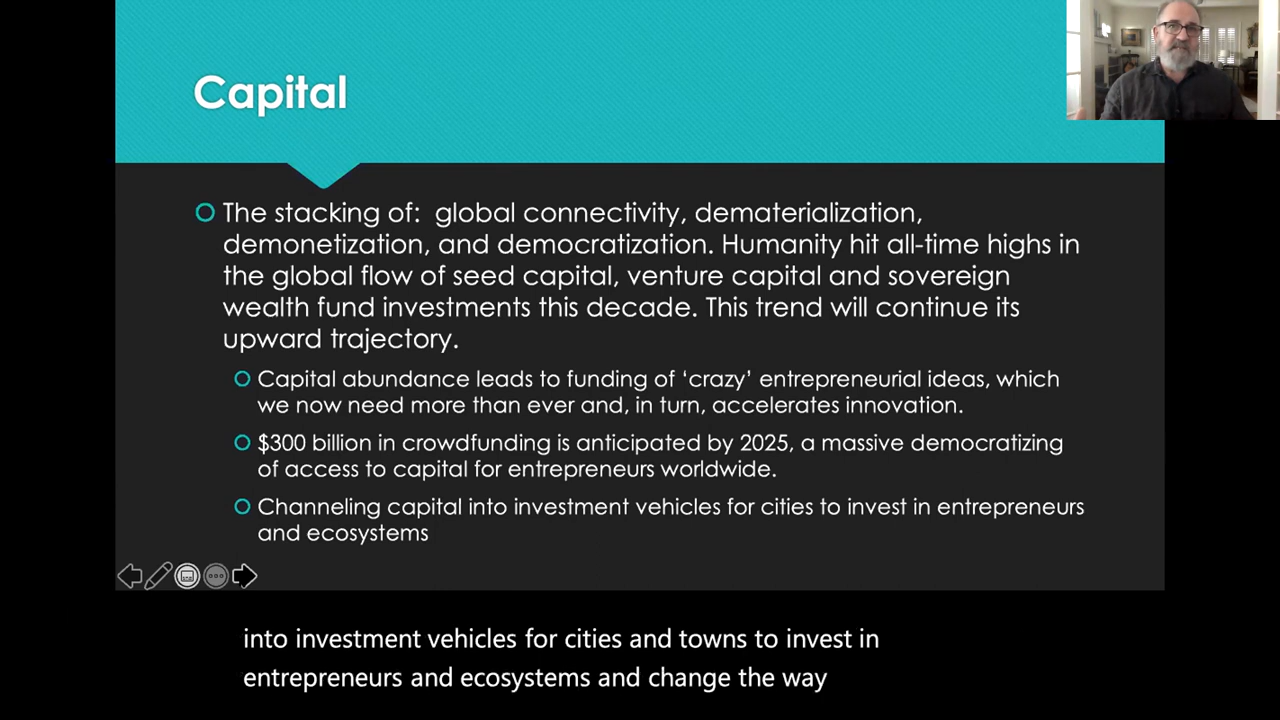 Capital
The stacking of: global connectivity, dematerialization,
demonetization, and democratization. Humanity hit all-time highs in
the global flow of seed capital, venture capital and sovereign
wealth fund investments this decade. This trend will continue its
upward trajectory.
Capital abundance leads to funding of ‘crazy’ entrepreneurial ideas, which
we now need more than ever and, in turn, accelerates innovation.
$300 billion in crowdfunding is anticipated by 2025, a massive democratizing
of access to capital for entrepreneurs worldwide.
Channeling capital into investment vehicles for cities to invest in entrepreneurs
and ecosystems
into investment vehicles for cities and towns to invest in
entrepreneurs and ecosystems and change the way